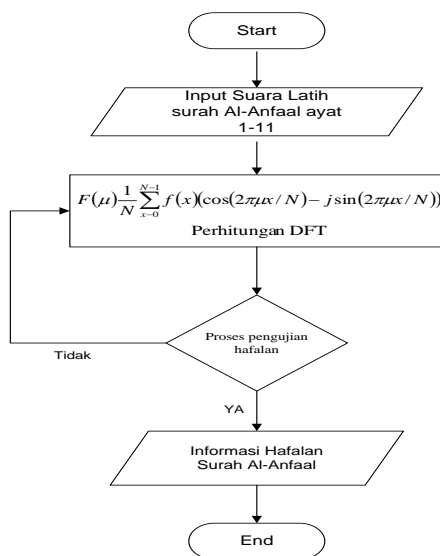 Start
Input Suara Latih
surah Al-Anfaal ayat
1-11
F(μ) 1/N ∑_{x-0}^{N-1} f(x)(cos(2πμx/N) - j sin(2πμx/N))
Perhitungan DFT
Proses pengujian
hafalan
Tidak
YA
Informasi Hafalan
Surah Al-Anfaal
End